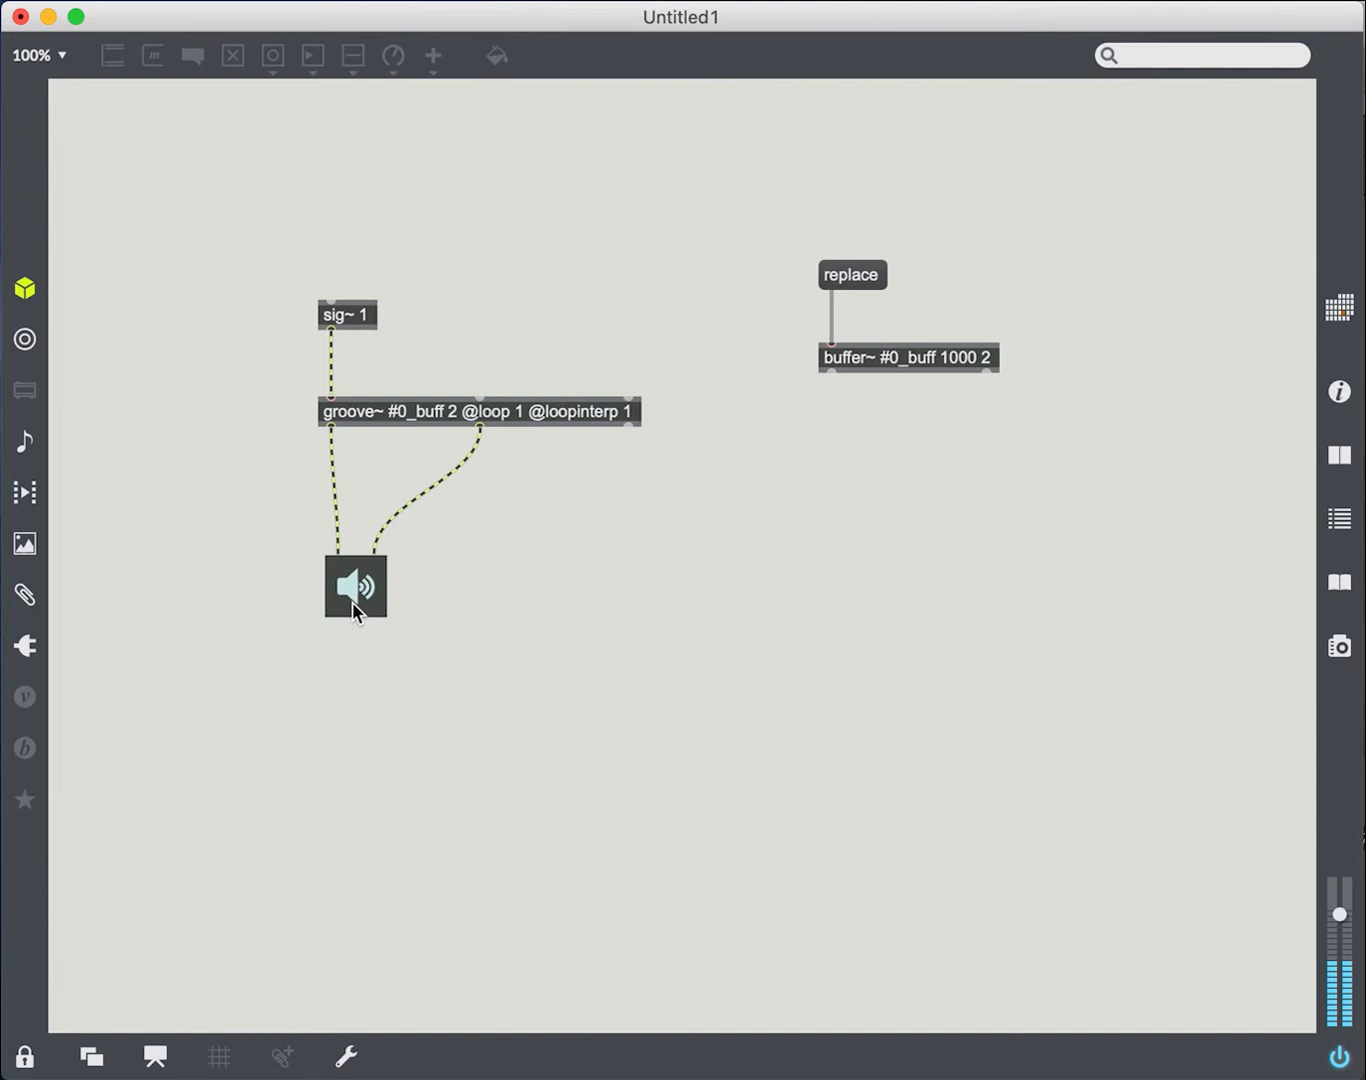 Untitled1
100%
replace
sig~ 1
buffer~ #0_buff 1000 2
groove~ #0_buff 2 @loop 1 @loopinterp 1